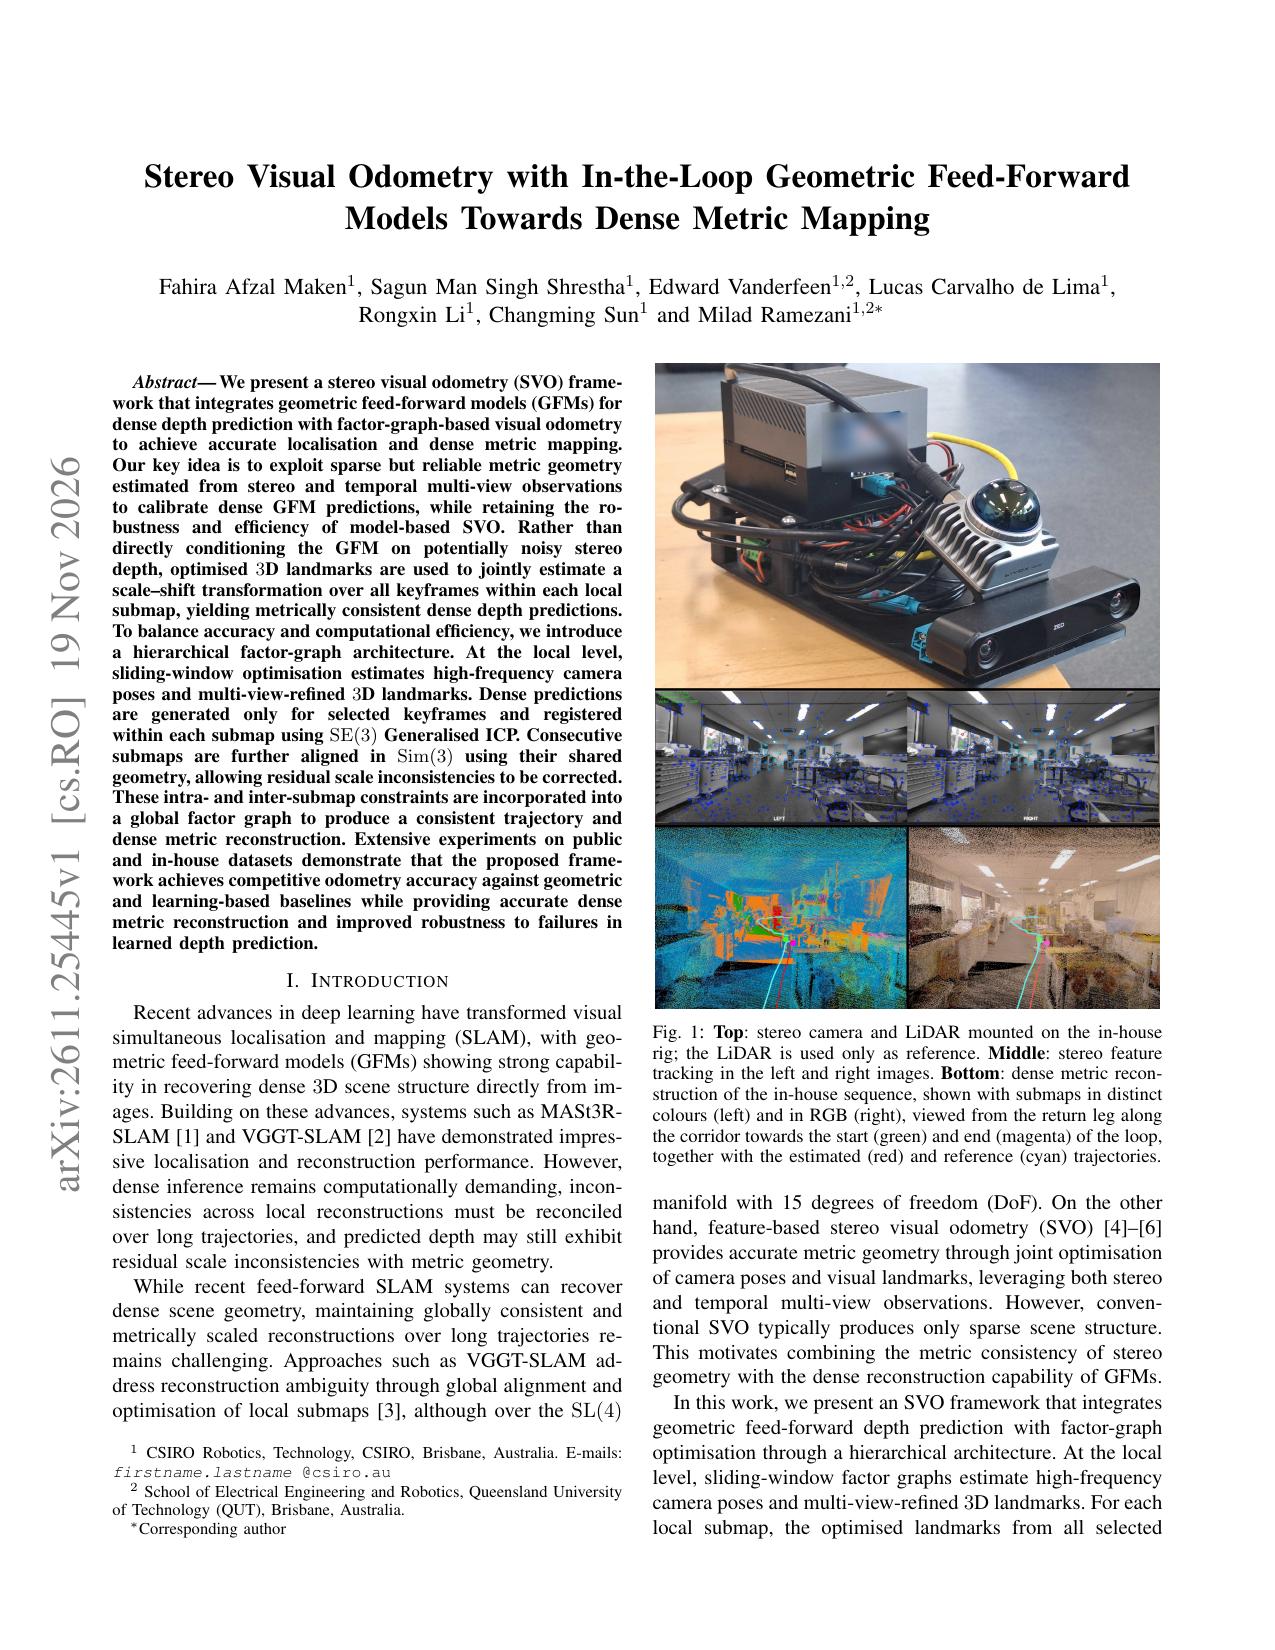 Stereo Visual Odometry with In-the-Loop Geometric Feed-Forward
Models Towards Dense Metric Mapping
Fahira Afzal Maken1, Sagun Man Singh Shrestha1, Edward Vanderfeen1,2, Lucas Carvalho de Lima1,
Rongxin Li1, Changming Sun1 and Milad Ramezani1,2∗
arXiv:2611.25445v1 [cs.RO] 19 Nov 2026
Abstract— We present a stereo visual odometry (SVO) frame-
work that integrates geometric feed-forward models (GFMs) for
dense depth prediction with factor-graph-based visual odometry
to achieve accurate localisation and dense metric mapping.
Our key idea is to exploit sparse but reliable metric geometry
estimated from stereo and temporal multi-view observations
to calibrate dense GFM predictions, while retaining the ro-
bustness and efficiency of model-based SVO. Rather than
directly conditioning the GFM on potentially noisy stereo
depth, optimised 3D landmarks are used to jointly estimate a
scale–shift transformation over all keyframes within each local
submap, yielding metrically consistent dense depth predictions.
To balance accuracy and computational efficiency, we introduce
a hierarchical factor-graph architecture. At the local level,
sliding-window optimisation estimates high-frequency camera
poses and multi-view-refined 3D landmarks. Dense predictions
are generated only for selected keyframes and registered
within each submap using SE(3) Generalised ICP. Consecutive
submaps are further aligned in Sim(3) using their shared
geometry, allowing residual scale inconsistencies to be corrected.
These intra- and inter-submap constraints are incorporated into
a global factor graph to produce a consistent trajectory and
dense metric reconstruction. Extensive experiments on public
and in-house datasets demonstrate that the proposed frame-
work achieves competitive odometry accuracy against geometric
and learning-based baselines while providing accurate dense
metric reconstruction and improved robustness to failures in
learned depth prediction.
I. INTRODUCTION
Recent advances in deep learning have transformed visual
simultaneous localisation and mapping (SLAM), with geo-
metric feed-forward models (GFMs) showing strong capabil-
ity in recovering dense 3D scene structure directly from im-
ages. Building on these advances, systems such as MASt3R-
SLAM [1] and VGGT-SLAM [2] have demonstrated impres-
sive localisation and reconstruction performance. However,
dense inference remains computationally demanding, incon-
sistencies across local reconstructions must be reconciled
over long trajectories, and predicted depth may still exhibit
residual scale inconsistencies with metric geometry.
While recent feed-forward SLAM systems can recover
dense scene geometry, maintaining globally consistent and
metrically scaled reconstructions over long trajectories re-
mains challenging. Approaches such as VGGT-SLAM ad-
dress reconstruction ambiguity through global alignment and
optimisation of local submaps [3], although over the SL(4)
1 CSIRO Robotics, Technology, CSIRO, Brisbane, Australia. E-mails:
firstname.lastname @csiro.au
2 School of Electrical Engineering and Robotics, Queensland University
of Technology (QUT), Brisbane, Australia.
∗Corresponding author
ZED
LEFT
RIGHT
Fig. 1: Top: stereo camera and LiDAR mounted on the in-house
rig; the LiDAR is used only as reference. Middle: stereo feature
tracking in the left and right images. Bottom: dense metric recon-
struction of the in-house sequence, shown with submaps in distinct
colours (left) and in RGB (right), viewed from the return leg along
the corridor towards the start (green) and end (magenta) of the loop,
together with the estimated (red) and reference (cyan) trajectories.
manifold with 15 degrees of freedom (DoF). On the other
hand, feature-based stereo visual odometry (SVO) [4]–[6]
provides accurate metric geometry through joint optimisation
of camera poses and visual landmarks, leveraging both stereo
and temporal multi-view observations. However, conven-
tional SVO typically produces only sparse scene structure.
This motivates combining the metric consistency of stereo
geometry with the dense reconstruction capability of GFMs.
In this work, we present an SVO framework that integrates
geometric feed-forward depth prediction with factor-graph
optimisation through a hierarchical architecture. At the local
level, sliding-window factor graphs estimate high-frequency
camera poses and multi-view-refined 3D landmarks. For each
local submap, the optimised landmarks from all selected